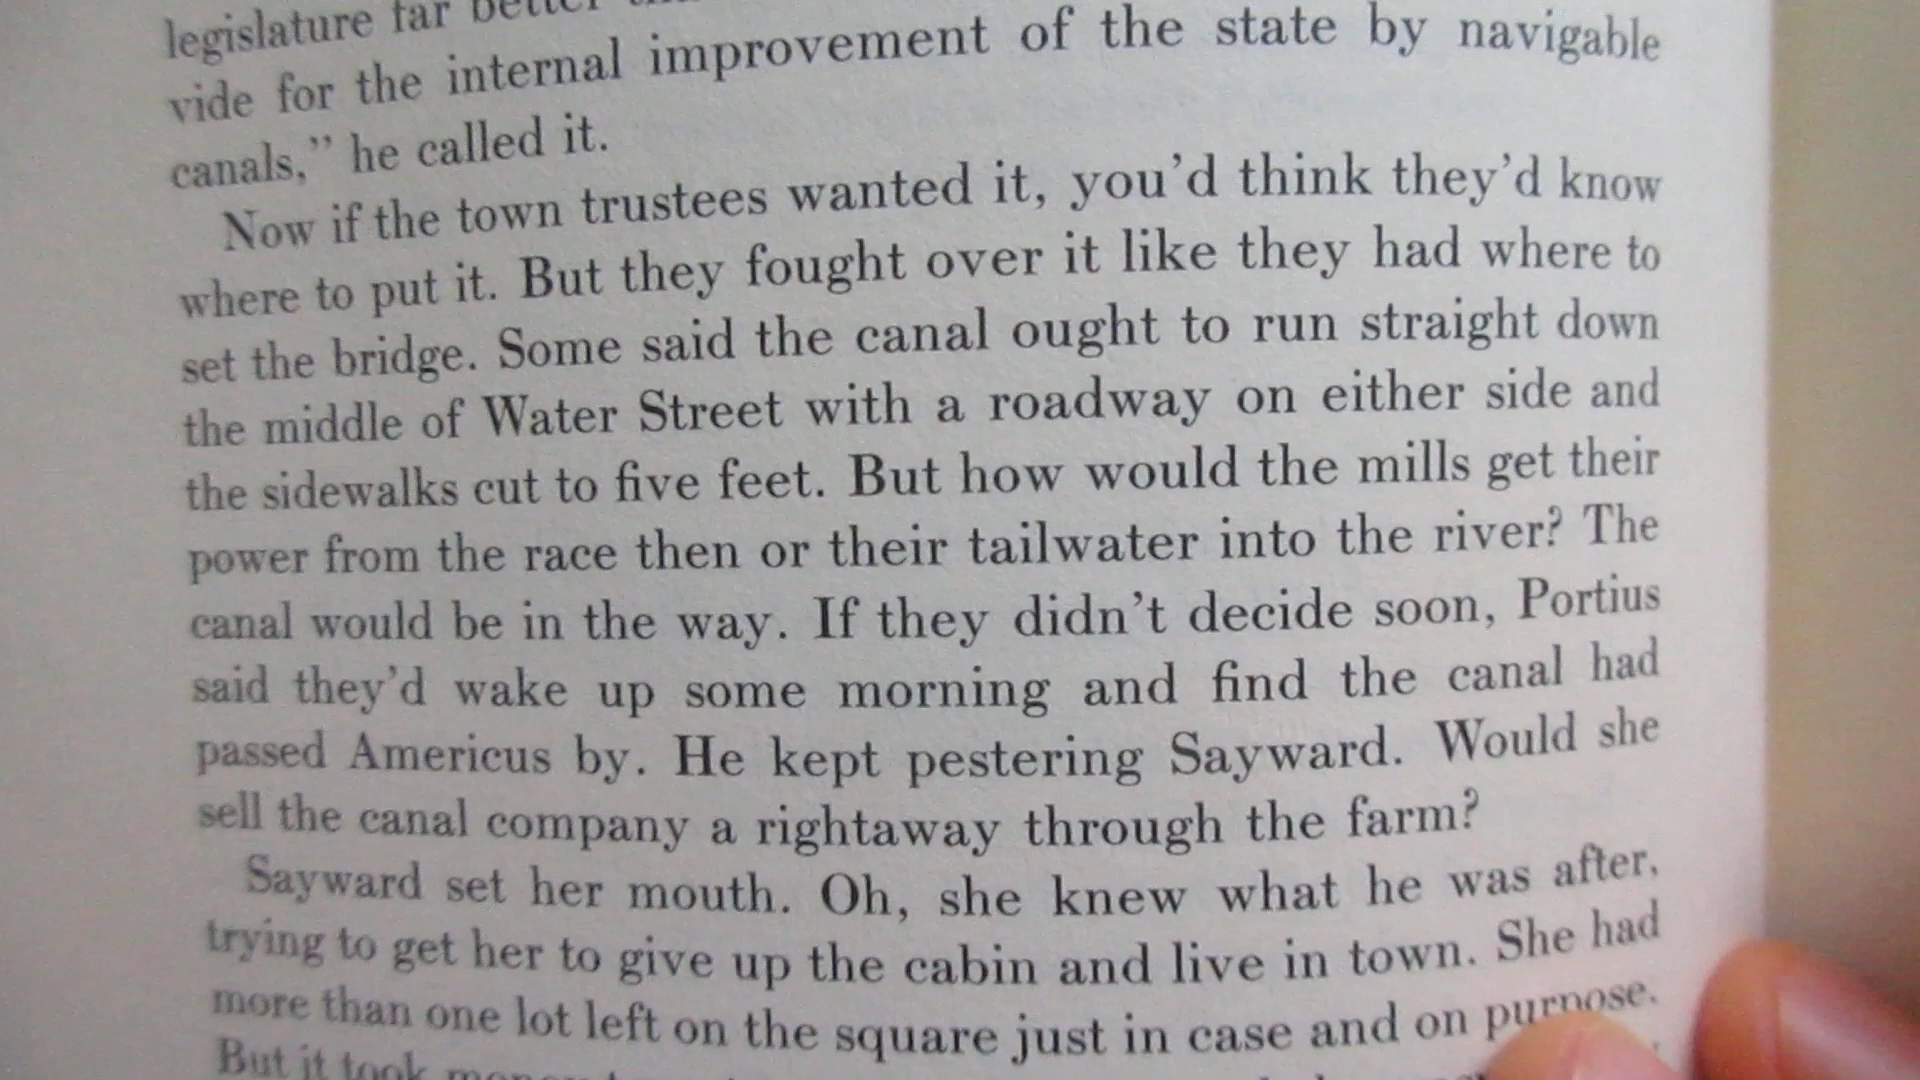 legislature far better
vide for the internal improvement of the state by navigable
canals,” he called it.
Now if the town trustees wanted it, you’d think they’d know
where to put it. But they fought over it like they had where to
set the bridge. Some said the canal ought to run straight down
the middle of Water Street with a roadway on either side and
the sidewalks cut to five feet. But how would the mills get their
power from the race then or their tailwater into the river? The
canal would be in the way. If they didn’t decide soon, Portius
said they’d wake up some morning and find the canal had
passed Americus by. He kept pestering Sayward. Would she
sell the canal company a rightaway through the farm?
Sayward set her mouth. Oh, she knew what he was after,
trying to get her to give up the cabin and live in town. She had
more than one lot left on the square just in case and on purpose.
But it took money